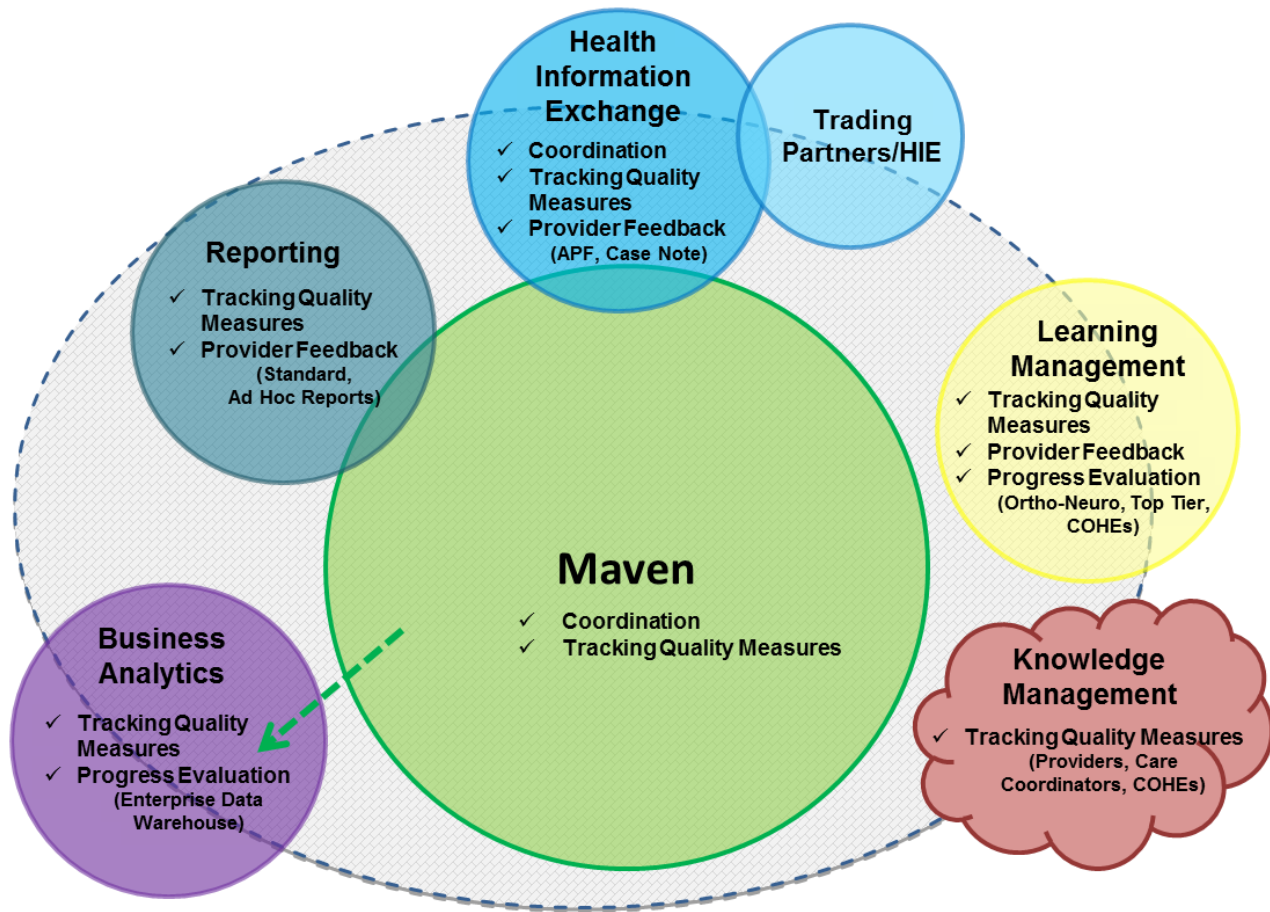 Health
Information
Exchange
✓ Coordination
✓ Tracking Quality
Measures
✓ Provider Feedback
(APF, Case Note)
Trading
Partners/HIE
Reporting
✓ Tracking Quality
Measures
✓ Provider Feedback
(Standard,
Ad Hoc Reports)
Learning
Management
✓ Tracking Quality
Measures
✓ Provider Feedback
✓ Progress Evaluation
(Ortho-Neuro, Top Tier,
COHEs)
Maven
✓ Coordination
✓ Tracking Quality Measures
Business
Analytics
✓ Tracking Quality
Measures
✓ Progress Evaluation
(Enterprise Data
Warehouse)
Knowledge
Management
✓ Tracking Quality Measures
(Providers, Care
Coordinators, COHEs)